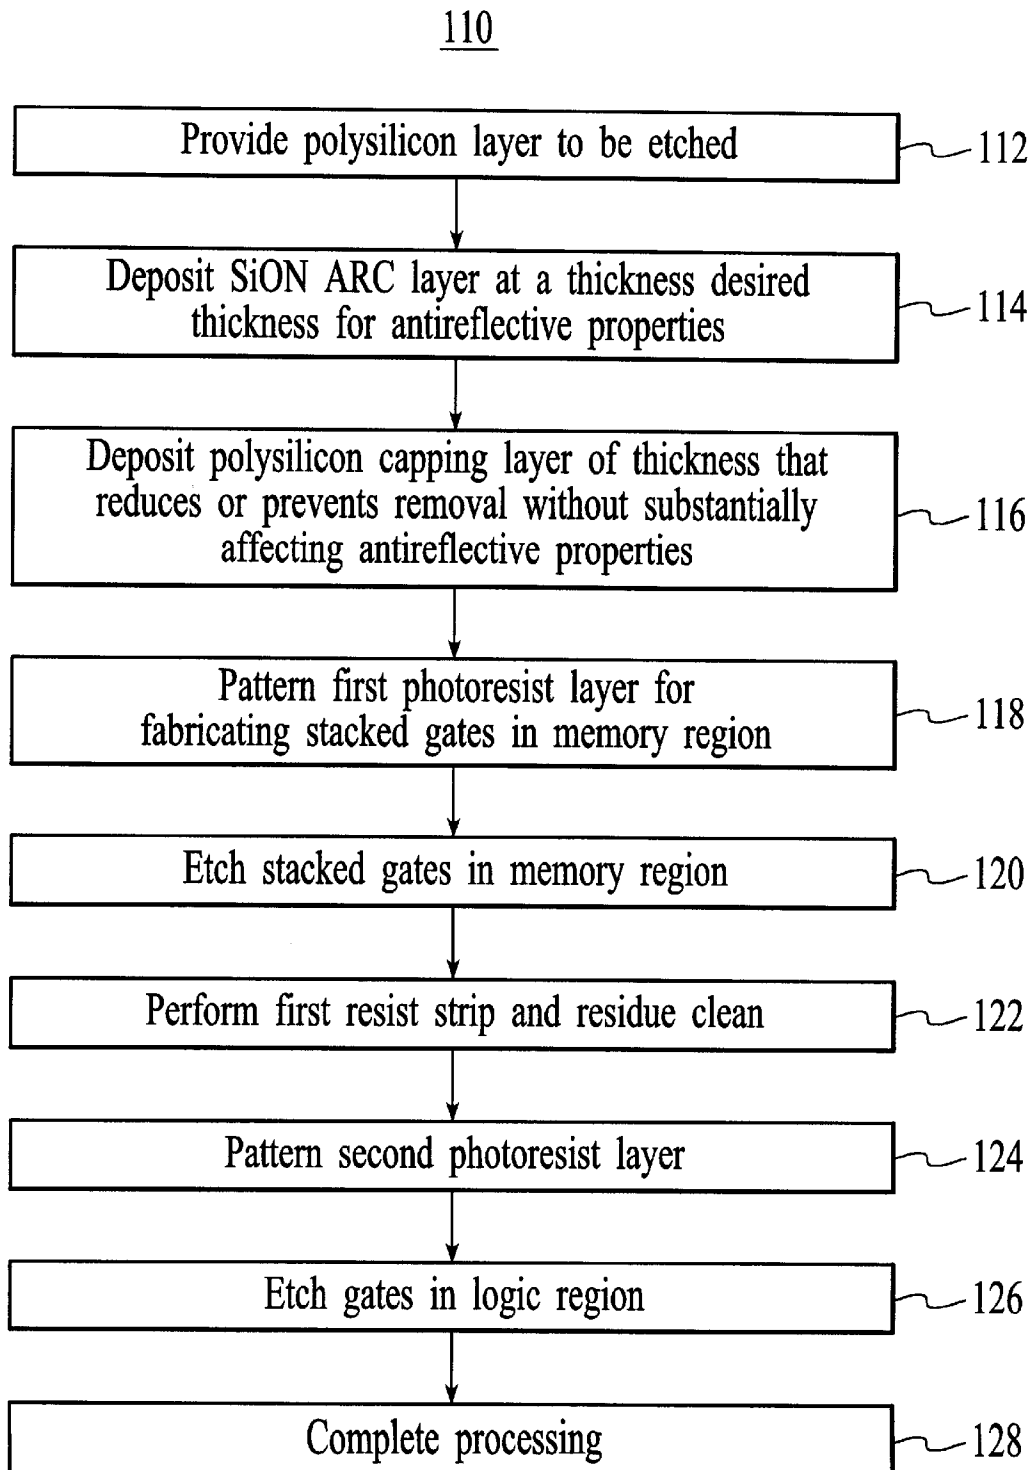 110
Provide polysilicon layer to be etched
112
Deposit SiON ARC layer at a thickness desired
thickness for antireflective properties
114
Deposit polysilicon capping layer of thickness that
reduces or prevents removal without substantially
affecting antireflective properties
116
Pattern first photoresist layer for
fabricating stacked gates in memory region
118
Etch stacked gates in memory region
120
Perform first resist strip and residue clean
122
Pattern second photoresist layer
124
Etch gates in logic region
126
Complete processing
128